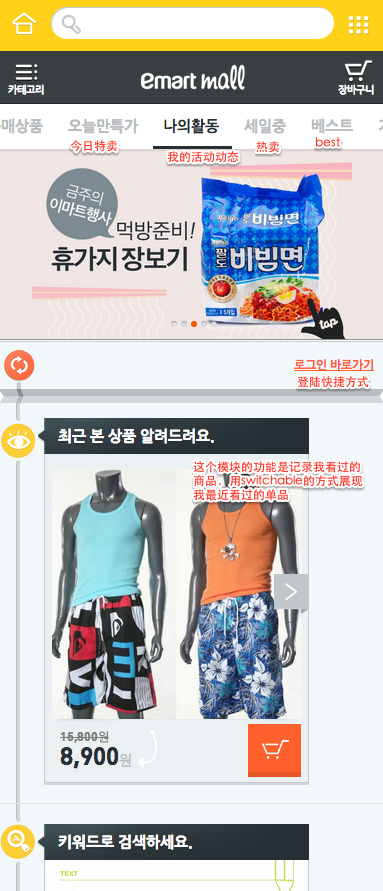 카테고리
emart mall
장바구니
매상품
오늘만특가
나의활동
세일중
베스트
今日特卖
我的活动动态
热卖
best
금주의
이마트행사
먹방준비!
휴가지 장보기
비빔면
팔도
비빔면
tap
로그인 바로가기
登陆快捷方式
최근 본 상품 알려드려요.
这个模块的功能是记录我看过的
商品，用switchable的方式展现
我最近看过的单品
15,800원
8,900원
키워드로 검색하세요.
TEXT